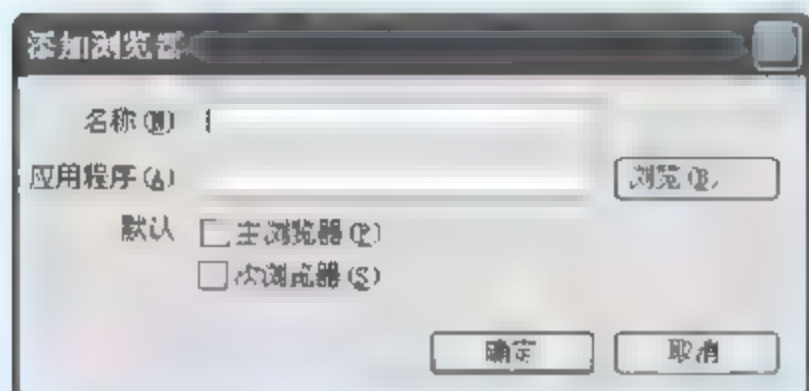 添加浏览器
名称(N)
应用程序(A) 浏览(B)
默认 主浏览器(P)
次浏览器(S)
确定 取消